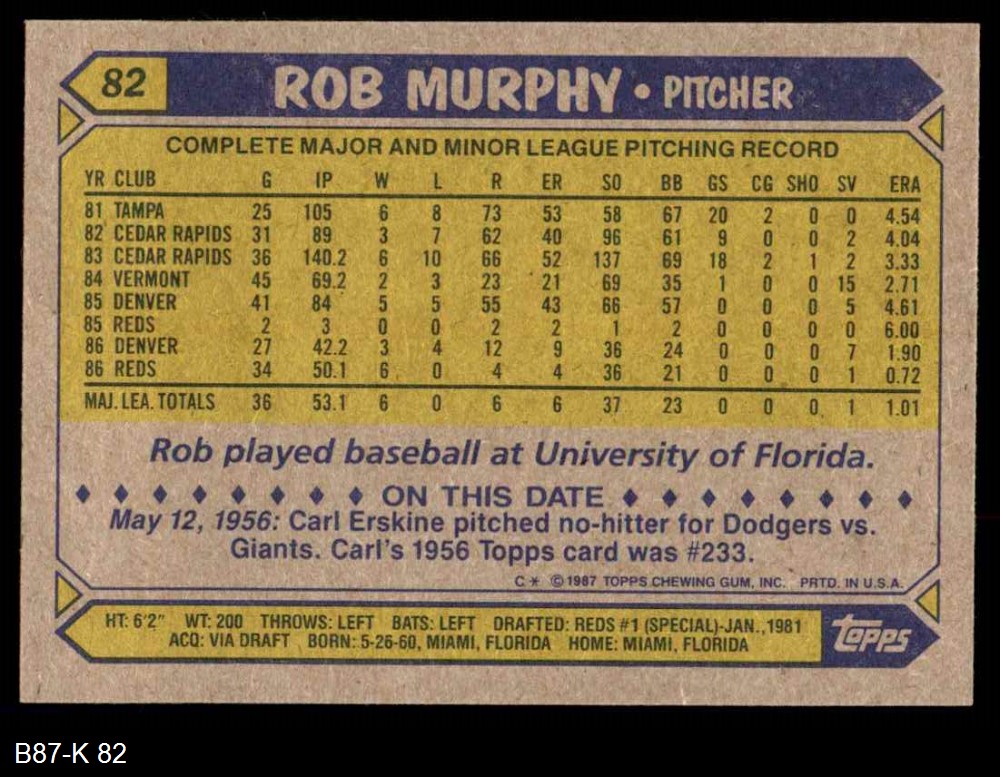 82 ROB MURPHY • PITCHER
COMPLETE MAJOR AND MINOR LEAGUE PITCHING RECORD
YR CLUB G IP W L R ER SO BB GS CG SHO SV ERA
81 TAMPA 25 105 6 8 73 53 58 67 20 2 0 0 4.54
82 CEDAR RAPIDS 31 89 3 7 62 40 96 61 9 0 0 2 4.04
83 CEDAR RAPIDS 36 140.2 6 10 66 52 137 69 18 2 1 2 3.33
84 VERMONT 45 69.2 2 3 23 21 69 35 1 0 0 15 2.71
85 DENVER 41 84 5 5 55 43 66 57 0 0 0 5 4.61
85 REDS 2 3 0 0 2 2 1 2 0 0 0 0 6.00
86 DENVER 27 42.2 3 4 12 9 36 24 0 0 0 7 1.90
86 REDS 34 50.1 6 0 4 4 36 21 0 0 0 1 0.72
MAJ. LEA. TOTALS 36 53.1 6 0 6 6 37 23 0 0 0 1 1.01
Rob played baseball at University of Florida.
ON THIS DATE
May 12, 1956: Carl Erskine pitched no-hitter for Dodgers vs.
Giants. Carl's 1956 Topps card was #233.
C* ©1987 TOPPS CHEWING GUM, INC. PRTD. IN U.S.A.
HT: 6'2" WT: 200 THROWS: LEFT BATS: LEFT DRAFTED: REDS #1 (SPECIAL)-JAN.,1981
ACQ: VIA DRAFT BORN: 5-26-60, MIAMI, FLORIDA HOME: MIAMI, FLORIDA
topps
B87-K 82